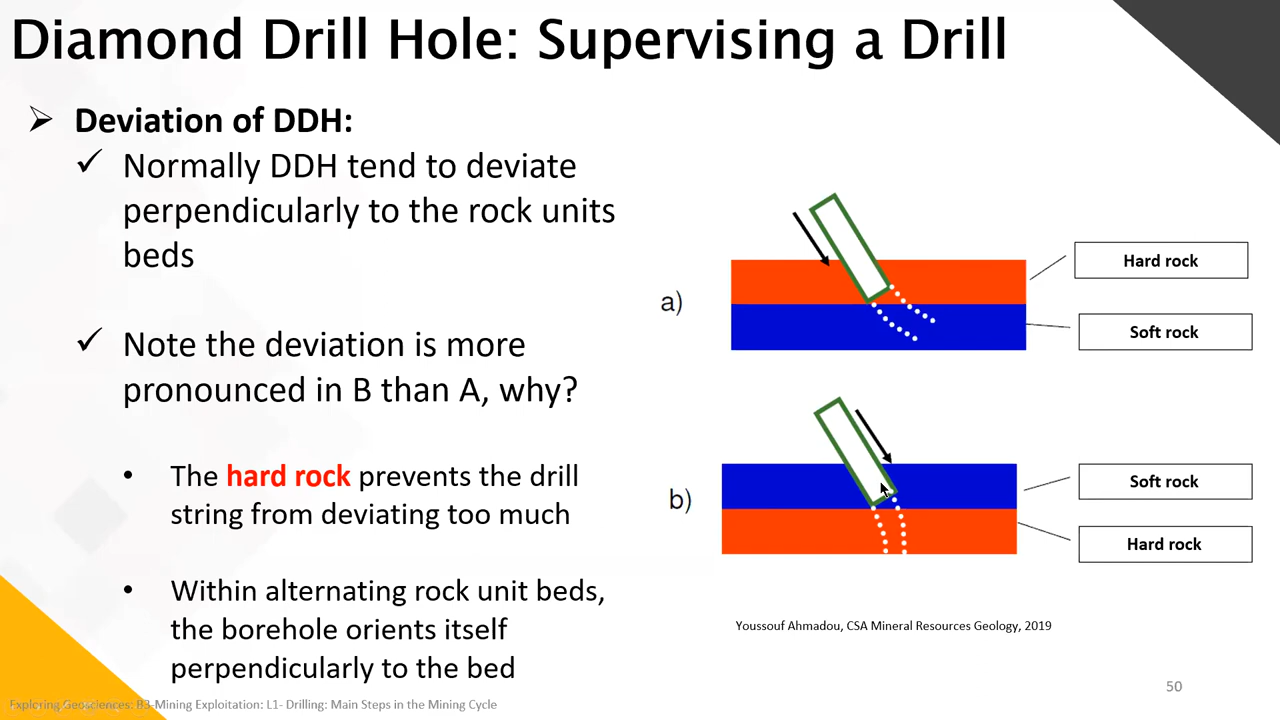 Diamond Drill Hole: Supervising a Drill
Deviation of DDH:
Normally DDH tend to deviate
perpendicularly to the rock units
beds
Note the deviation is more
pronounced in B than A, why?
The hard rock prevents the drill
string from deviating too much
Within alternating rock unit beds,
the borehole orients itself
perpendicularly to the bed
a)
Hard rock
Soft rock
b)
Soft rock
Hard rock
Youssouf Ahmadou, CSA Mineral Resources Geology, 2019
50
Exploring Geosciences: B3-Mining Exploitation: L1- Drilling: Main Steps in the Mining Cycle